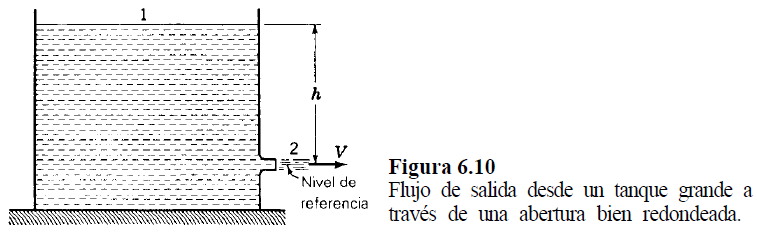 1
h
2
V
Nivel de
referencia
Figura 6.10
Flujo de salida desde un tanque grande a
través de una abertura bien redondeada.